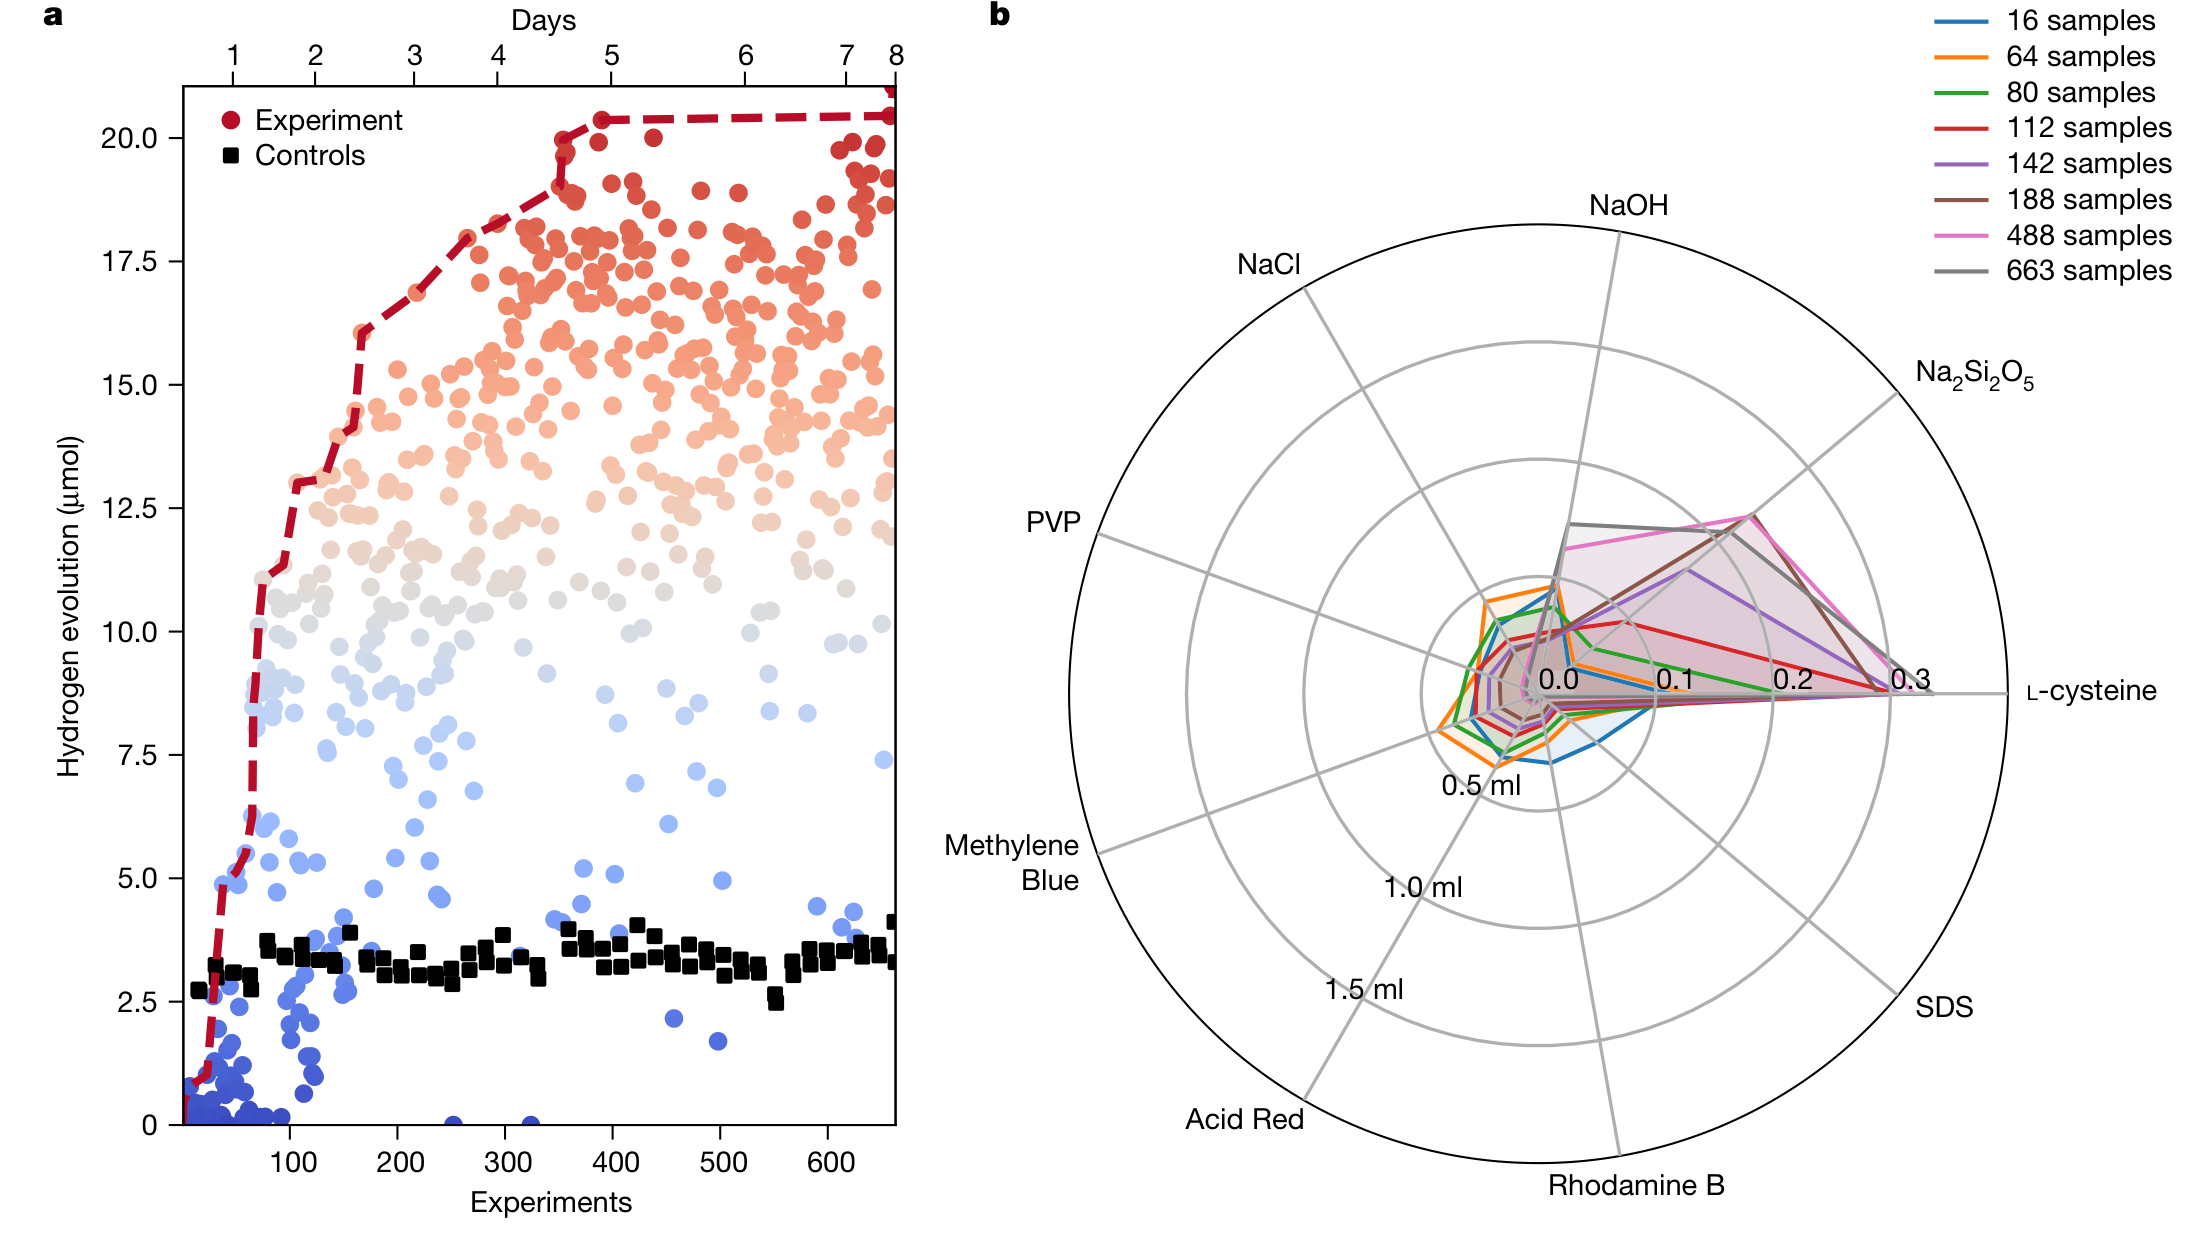 a
Days
1 2 3 4 5 6 7 8
Experiment
Controls
20.0
17.5
15.0
12.5
10.0
7.5
5.0
2.5
0
Hydrogen evolution (μmol)
100 200 300 400 500 600
Experiments
b
16 samples
64 samples
80 samples
112 samples
142 samples
188 samples
488 samples
663 samples
NaOH
NaCl
Na₂Si₂O₅
PVP
0.0 0.1 0.2 0.3
L-cysteine
0.5 ml
Methylene
Blue
1.0 ml
1.5 ml
SDS
Acid Red
Rhodamine B